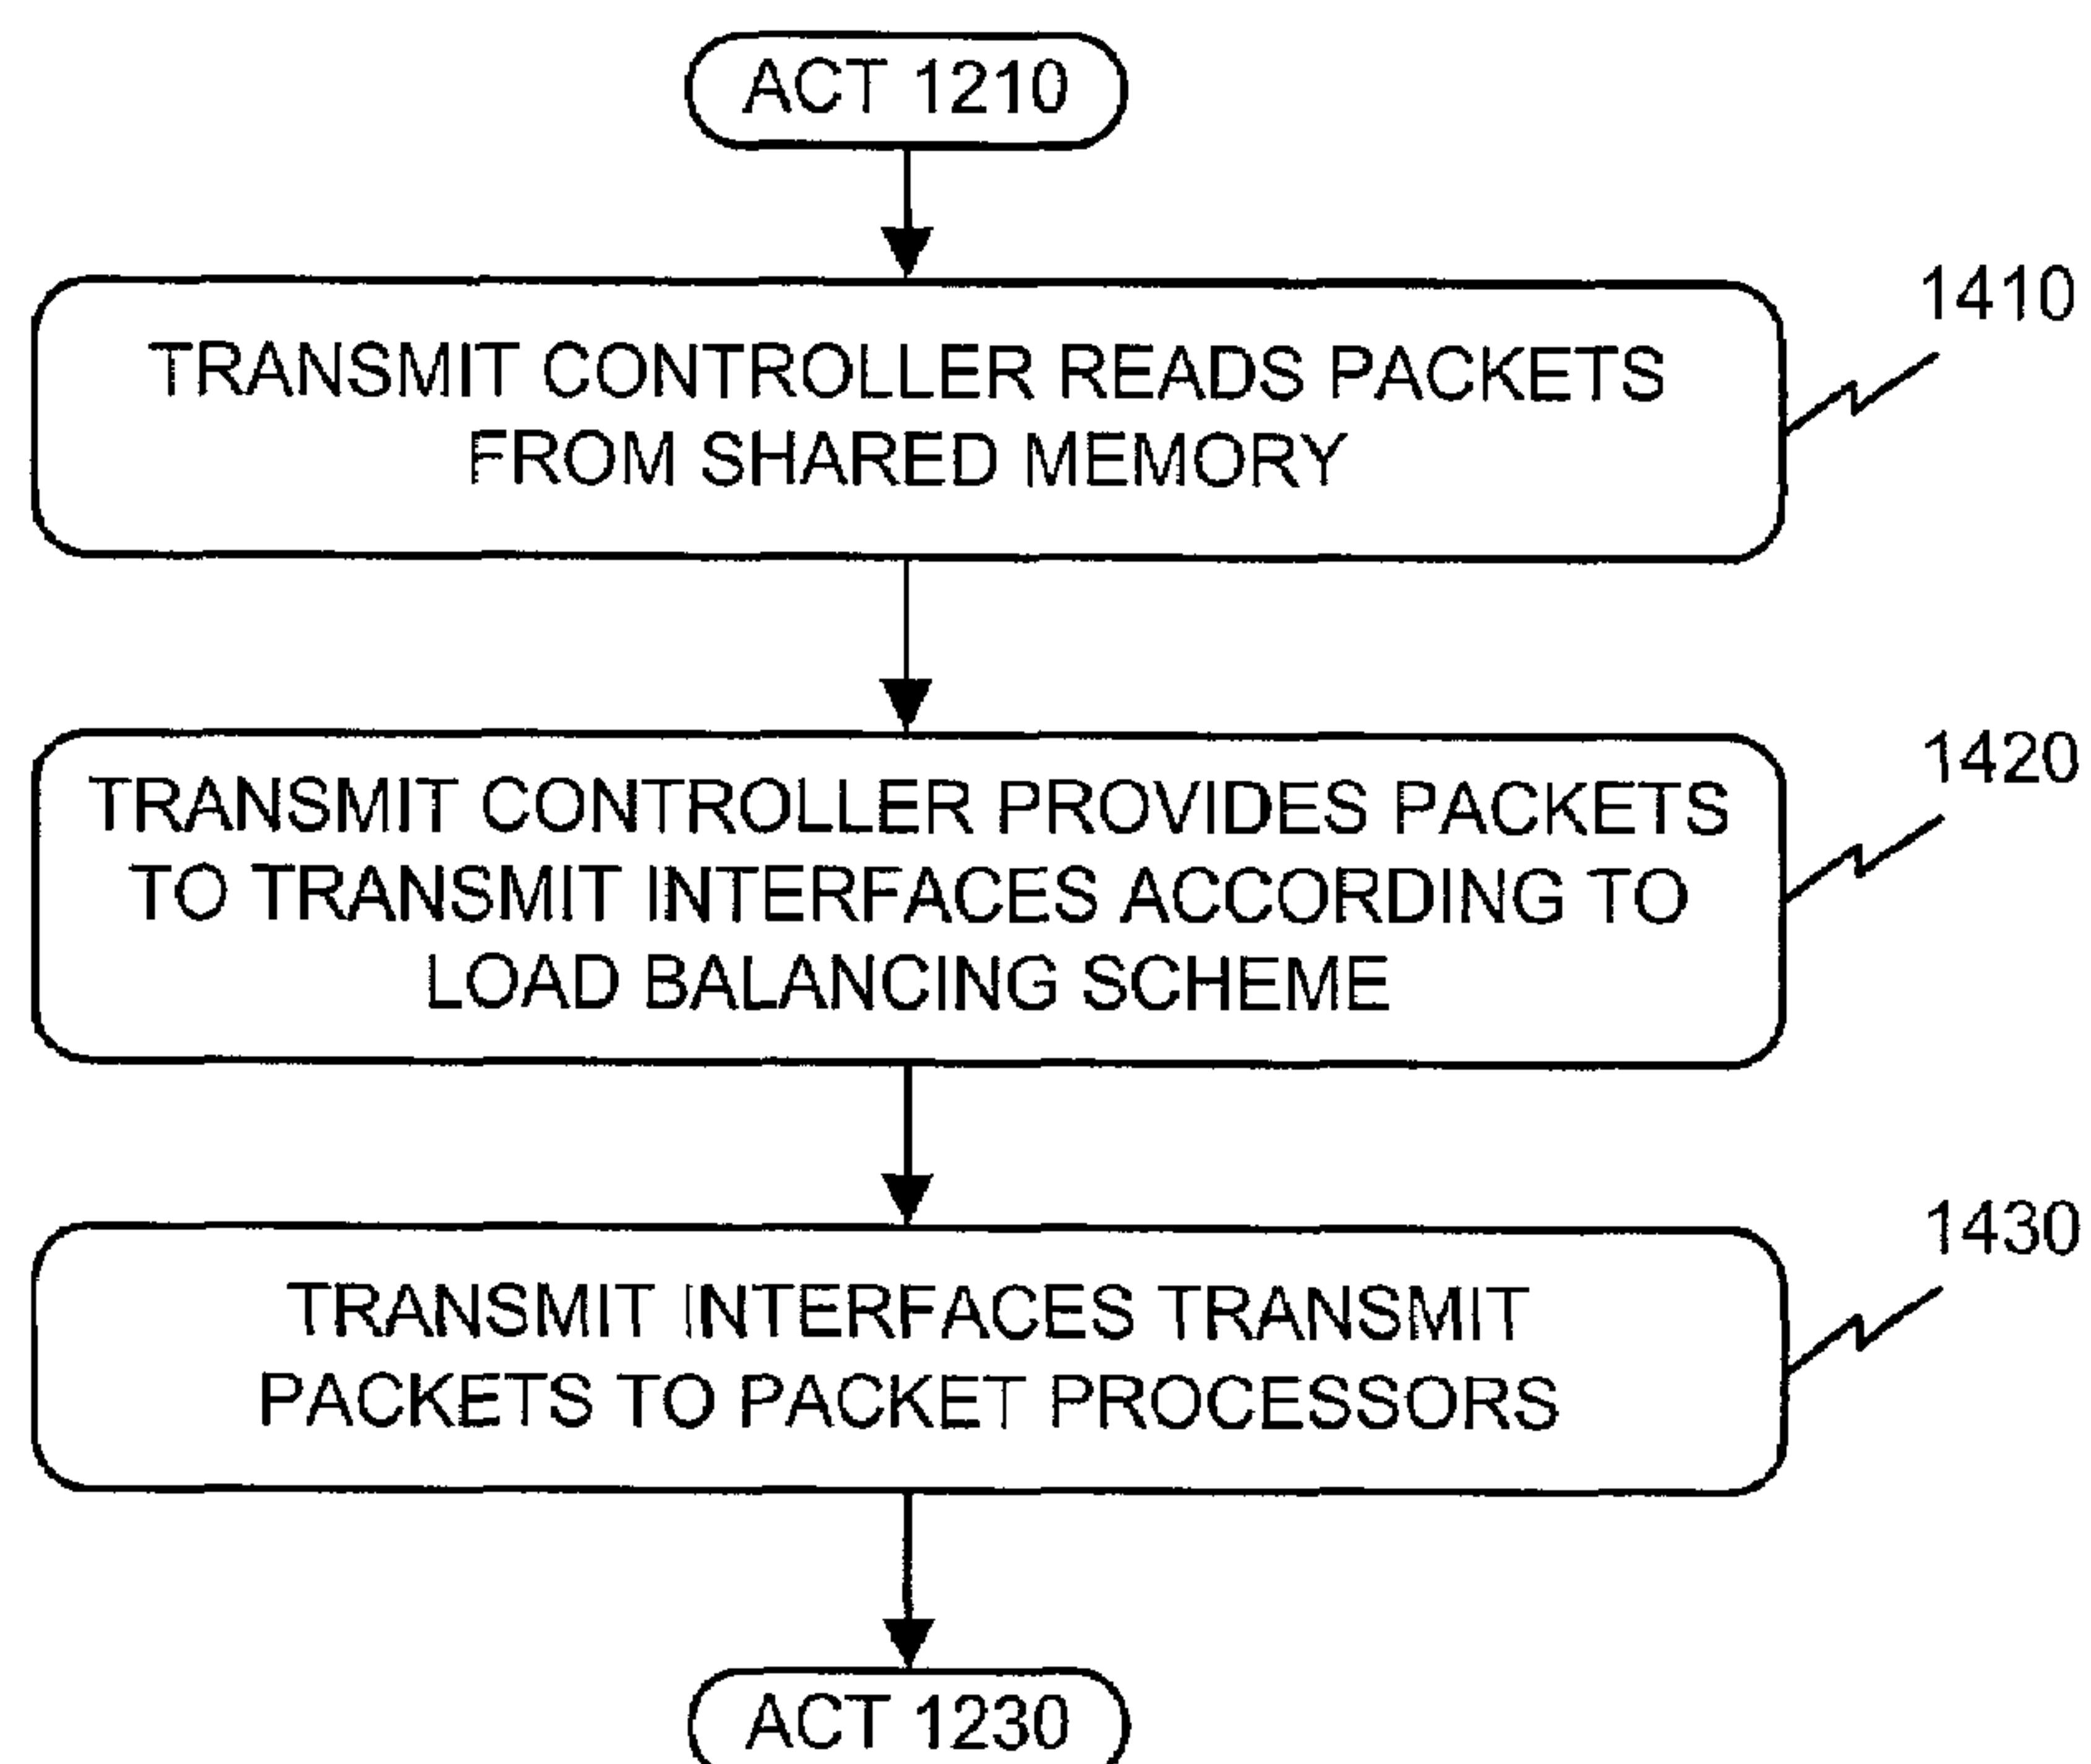 ACT 1210
1410
TRANSMIT CONTROLLER READS PACKETS
FROM SHARED MEMORY
1420
TRANSMIT CONTROLLER PROVIDES PACKETS
TO TRANSMIT INTERFACES ACCORDING TO
LOAD BALANCING SCHEME
1430
TRANSMIT INTERFACES TRANSMIT
PACKETS TO PACKET PROCESSORS
ACT 1230